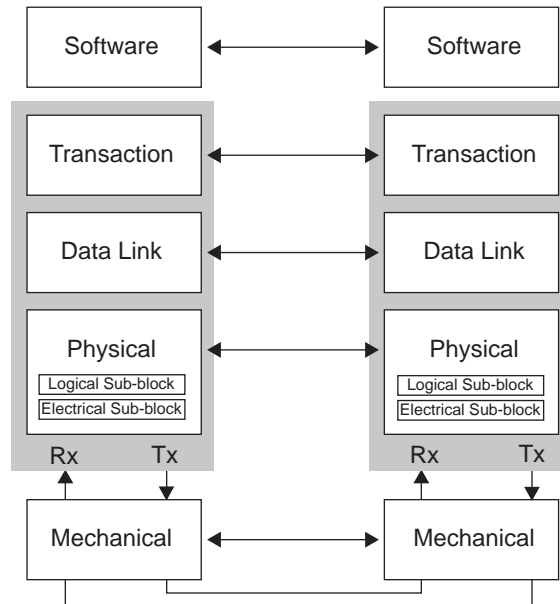 Software Software
Transaction Transaction
Data Link Data Link
Physical Physical
Logical Sub-block Logical Sub-block
Electrical Sub-block Electrical Sub-block
Rx Tx Rx Tx
Mechanical Mechanical